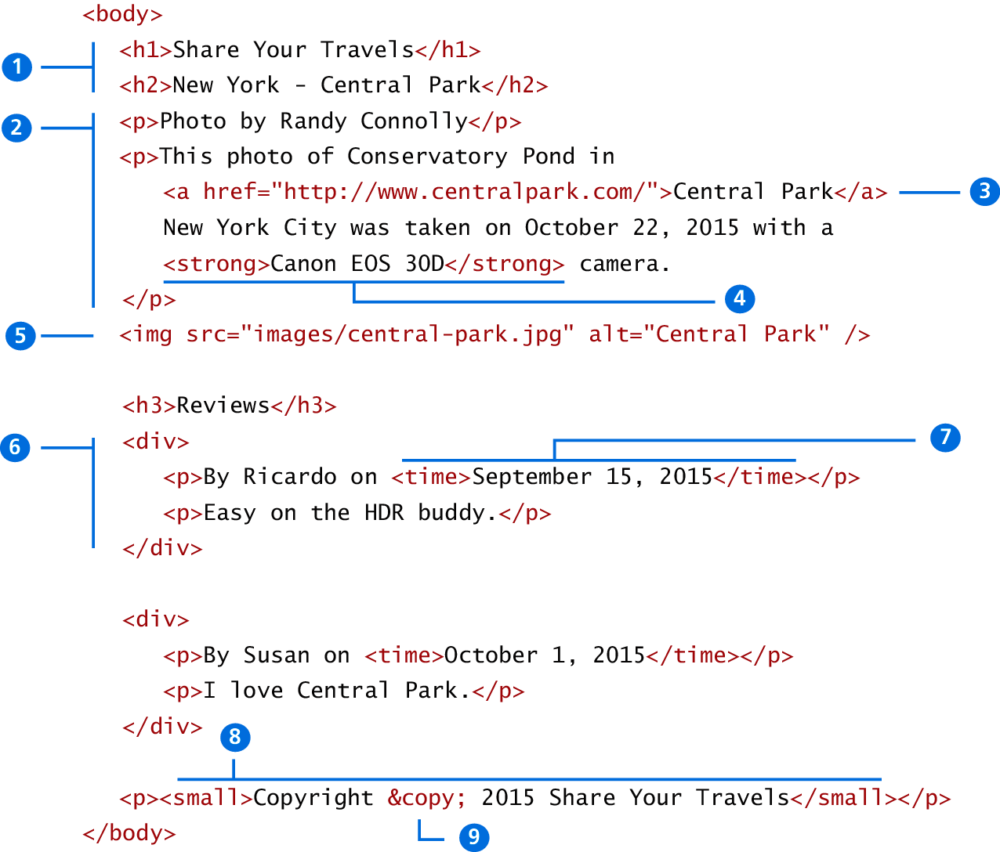 <body>
<h1>Share Your Travels</h1>
1
<h2>New York - Central Park</h2>
2 <p>Photo by Randy Connolly</p>
<p>This photo of Conservatory Pond in
<a href="http://www.centralpark.com/">Central Park</a> 3
New York City was taken on October 22, 2015 with a
<strong>Canon EOS 30D</strong> camera.
</p> 4
5 <img src="images/central-park.jpg" alt="Central Park" />
<h3>Reviews</h3>
6 <div> 7
<p>By Ricardo on <time>September 15, 2015</time></p>
<p>Easy on the HDR buddy.</p>
</div>
<div>
<p>By Susan on <time>October 1, 2015</time></p>
<p>I love Central Park.</p>
</div> 8
<p><small>Copyright &copy; 2015 Share Your Travels</small></p>
</body> 9